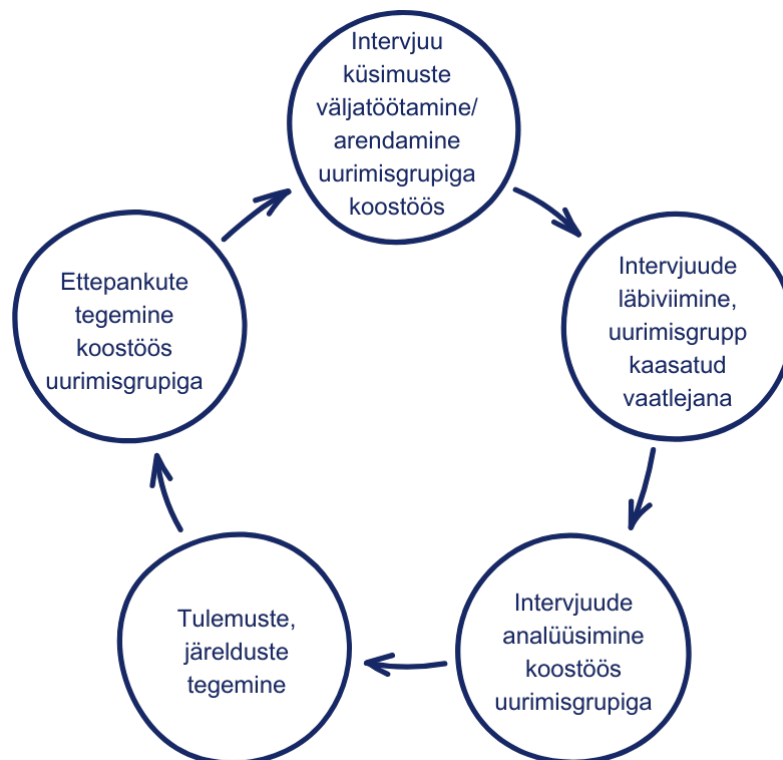 Intervjuu
küsimuste
väljatöötamine/
arendamine
uurimisgrupiga
koostöös
Intervjuude
läbiviimine,
uurimisgrupp
kaasatud
vaatlejana
Intervjuude
analüüsimine
koostöös
uurimisgrupiga
Tulemuste,
järelduste
tegemine
Ettepankute
tegemine
koostöös
uurimisgrupiga